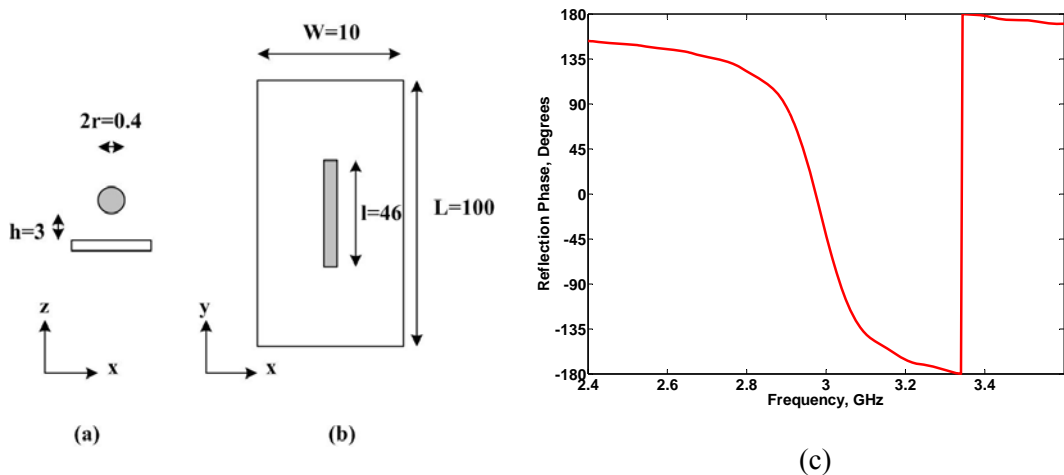 W=10
2r=0.4
h=3
l=46
L=100
z
x
y
x
(a)
(b)
Reflection Phase, Degrees
180
135
90
45
0
-45
-90
-135
-180
2.4 2.6 2.8 3 3.2 3.4
Frequency, GHz
(c)